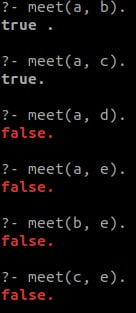 ?- meet(a, b).
true .
?- meet(a, c).
true.
?- meet(a, d).
false.
?- meet(a, e).
false.
?- meet(b, e).
false.
?- meet(c, e).
false.